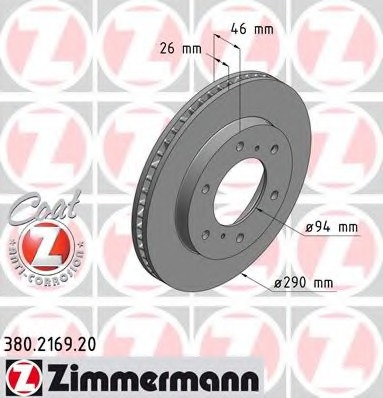 46 mm
26 mm
ø94 mm
ø290 mm
Coat
Z
ANTI-CORROSION
380.2169.20
Z Zimmermann